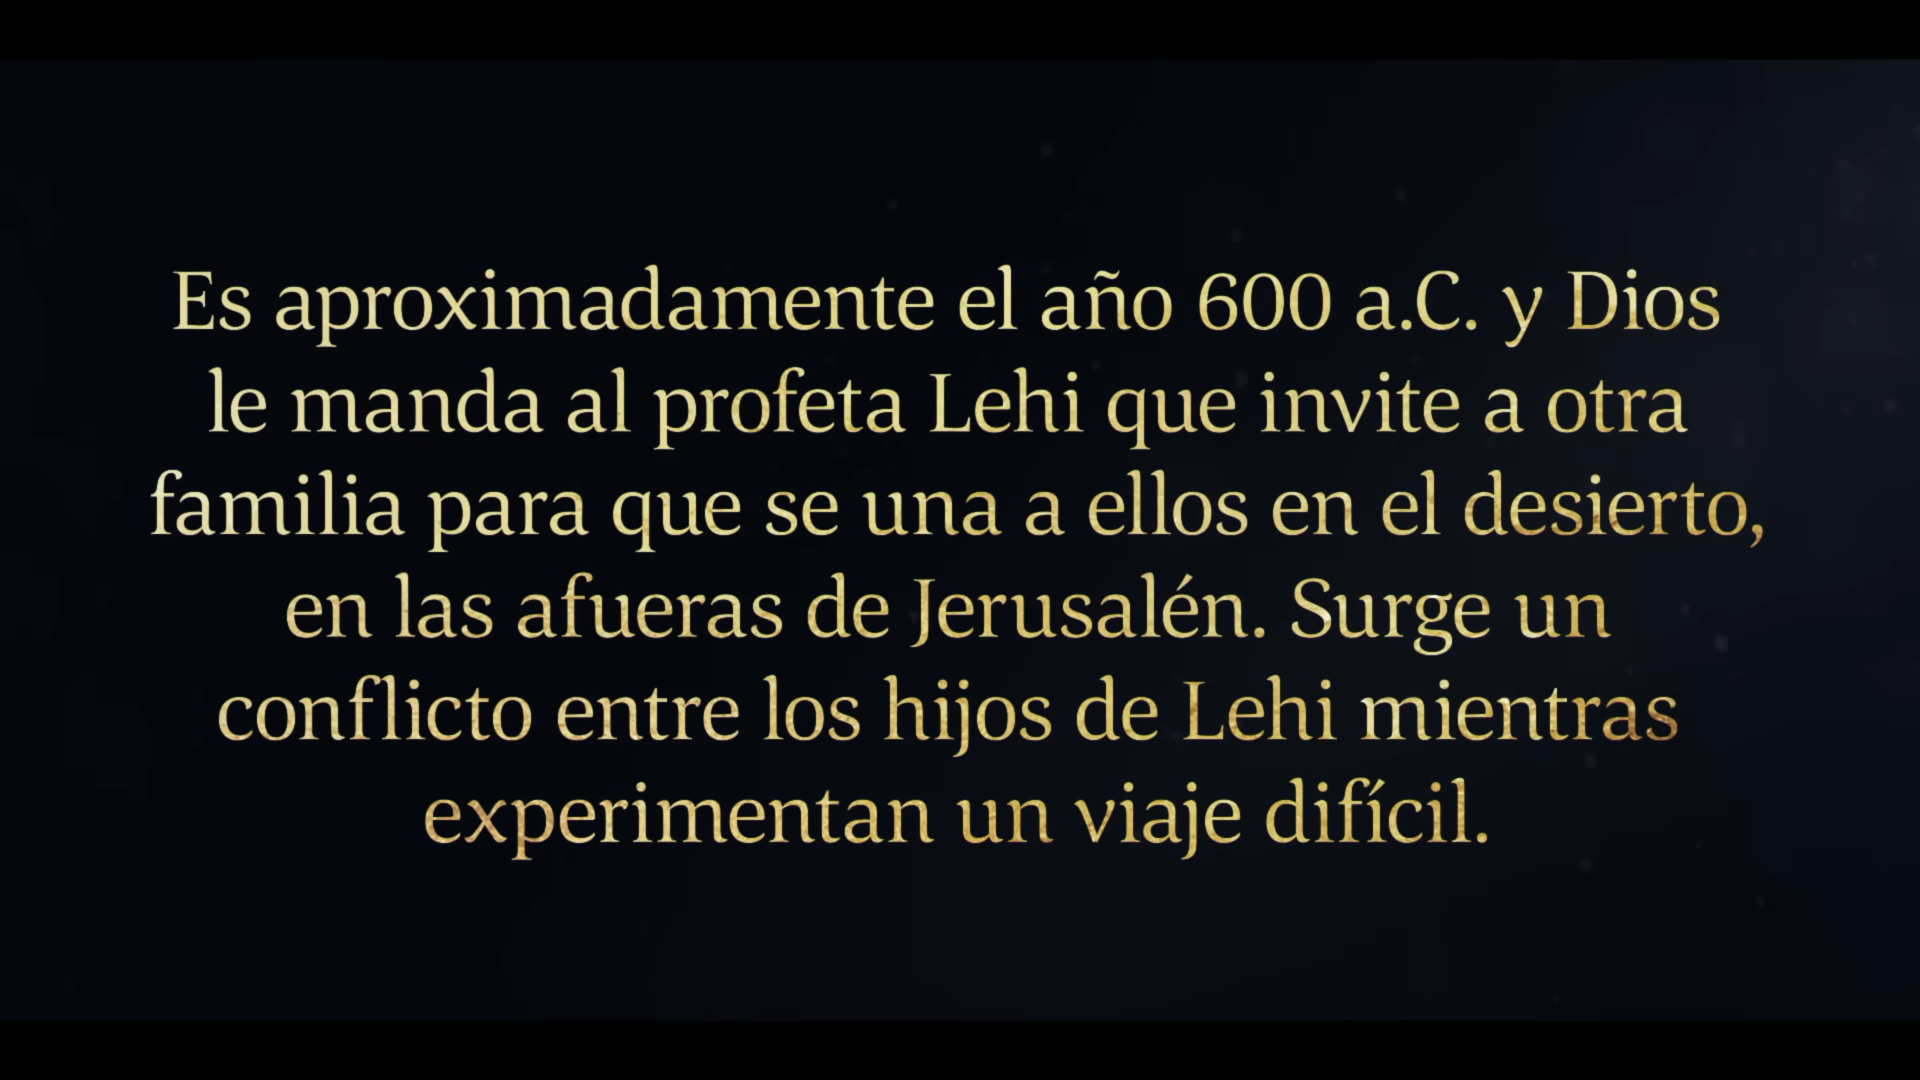 Es aproximadamente el año 600 a.C. y Dios
le manda al profeta Lehi que invite a otra
familia para que se una a ellos en el desierto,
en las afueras de Jerusalén. Surge un
conflicto entre los hijos de Lehi mientras
experimentan un viaje difícil.